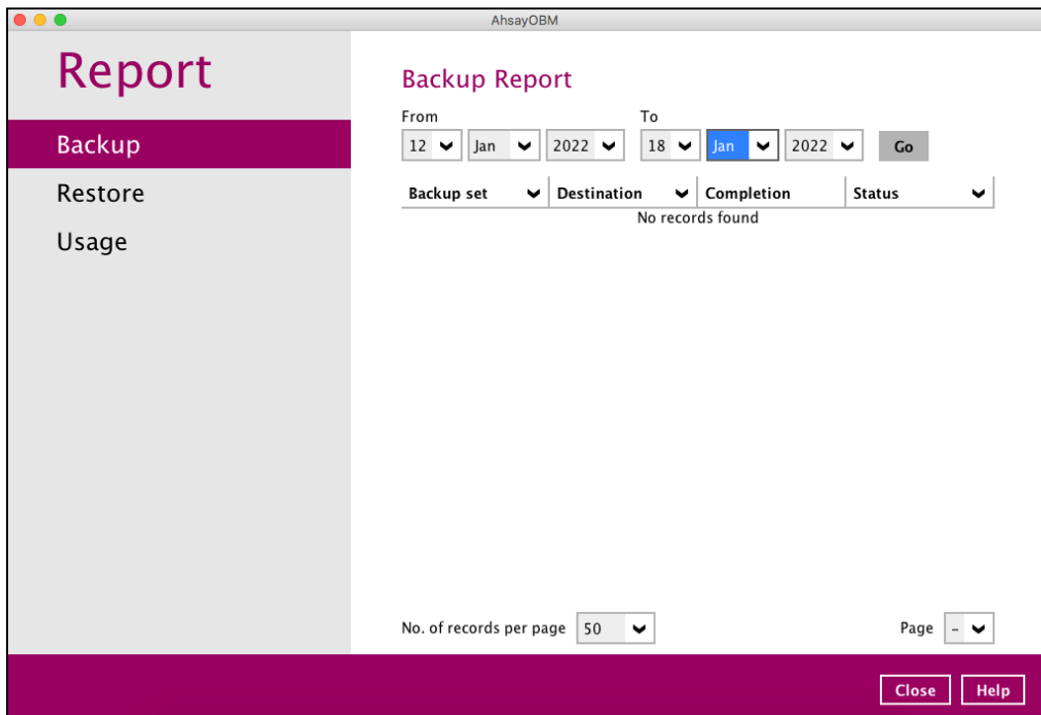 AhsayOBM
Report
Backup
Restore
Usage
Backup Report
From To
12 Jan 2022 18 Jan 2022 Go
Backup set Destination Completion Status
No records found
No. of records per page 50 Page -
Close Help